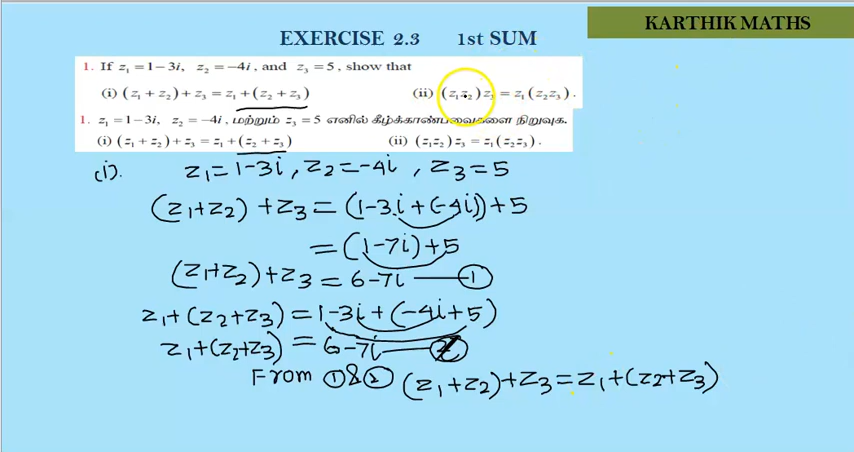 KARTHIK MATHS
EXERCISE 2.3 1st SUM
1. If z₁ = 1 − 3i, z₂ = −4i, and z₃ = 5, show that
(i) (z₁ + z₂) + z₃ = z₁ + (z₂ + z₃) (ii) (z₁z₂) z₃ = z₁ (z₂z₃).
1. z₁ = 1 − 3i, z₂ = −4i, மற்றும் z₃ = 5 எனில் கீழ்க்காண்பவைகளை நிறுவுக.
(i) (z₁ + z₂) + z₃ = z₁ + (z₂ + z₃) (ii) (z₁z₂) z₃ = z₁ (z₂z₃).
(i). z₁ = 1−3i, z₂ = −4i, z₃ = 5
(z₁+z₂) + z₃ = (1−3i + (−4i)) + 5
= (1−7i) + 5
(z₁+z₂) + z₃ = 6−7i — ①
z₁ + (z₂+z₃) = 1−3i + (−4i+5)
z₁ + (z₂+z₃) = 6−7i — ②
From ① & ② (z₁+z₂) + z₃ = z₁ + (z₂+z₃)